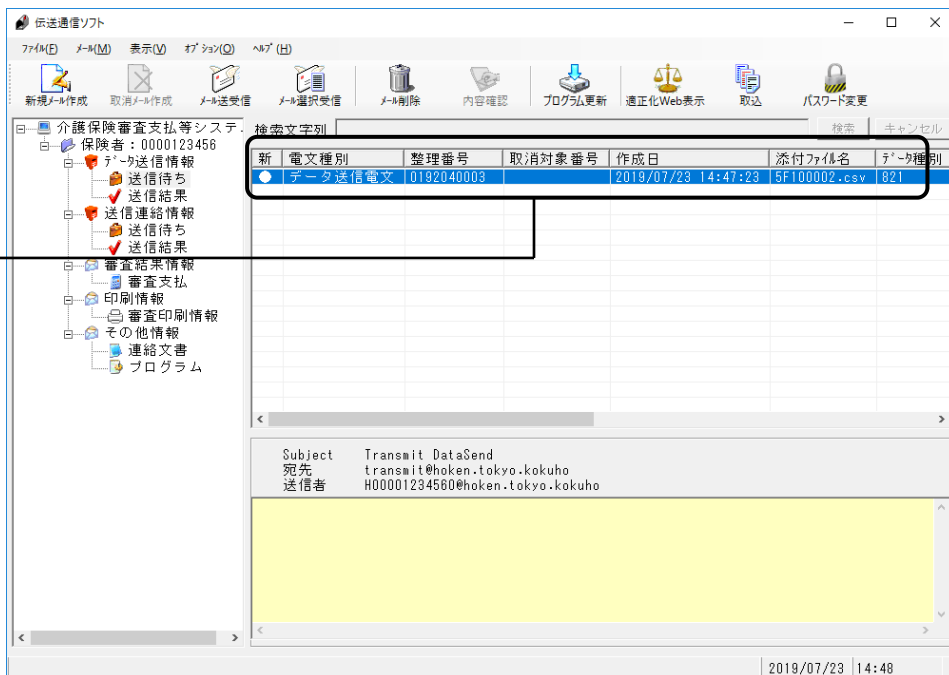 伝送通信ソフト
ファイル(F) メール(M) 表示(V) オプション(O) ヘルプ(H)
新規メール作成 取消メール作成 メール送受信 メール選択受信 メール削除 内容確認 プログラム更新 適正化Web表示 取込 パスワード変更
介護保険審査支払等システ
検索文字列 検索 キャンセル
保険者：0000123456
データ送信情報
送信待ち
送信結果
送信連絡情報
送信待ち
送信結果
審査結果情報
審査支払
印刷情報
審査印刷情報
その他情報
連絡文書
プログラム
新 電文種別 整理番号 取消対象番号 作成日 添付ファイル名 データ種別
データ送信電文 0192040003 2019/07/23 14:47:23 5F100002.csv 821
Subject Transmit DataSend
宛先 transmit@hoken.tokyo.kokuho
送信者 H00001234560@hoken.tokyo.kokuho
2019/07/23 14:48